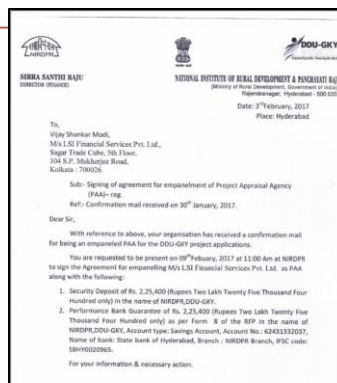 NIRDPR
DDU-GKY
SIRRA SANTHI RAJU
DIRECTOR (FINANCE)
NATIONAL INSTITUTE OF RURAL DEVELOPMENT & PANCHAYATI RAJ
(Ministry of Rural Development, Government of India)
Rajendranagar, Hyderabad - 500 030
Date: 3rd February, 2017
Place: Hyderabad
To,
Vijay Shankar Modi,
M/s LSI Financial Services Pvt. Ltd.,
Sagar Trade Cube, 5th Floor,
104 S.P. Mukherjee Road,
Kolkata : 700026.
Sub:- Signing of agreement for empanelment of Project Appraisal Agency
(PAA)– reg.
Ref:- Confirmation mail received on 30th January, 2017.
Dear Sir,
With reference to above, your organisation has received a confirmation mail
for being an empaneled PAA for the DDU-GKY project applications.
You are requested to be present on 09th Febuary, 2017 at 11:00 Am at NIRDPR
to sign the Agreement for empanelling M/s LSI Financial Services Pvt. Ltd. as PAA
along with the following:
1. Security Deposit of Rs. 2,25,400 (Rupees Two Lakh Twenty Five Thousand Four
Hundred only) in the name of NIRDPR,DDU-GKY.
2. Performance Bank Guarantee of Rs. 2,25,400 (Rupees Two Lakh Twenty Five
Thousand Four Hundred only) as per Form 8 of the RFP in the name of
NIRDPR,DDU-GKY, Account type: Savings Account, Account No.: 62431332037,
Name of bank: State bank of Hyderabad, Branch : NIRDPR Branch, IFSC code:
SBHY0020965.
For your information & necessary action.